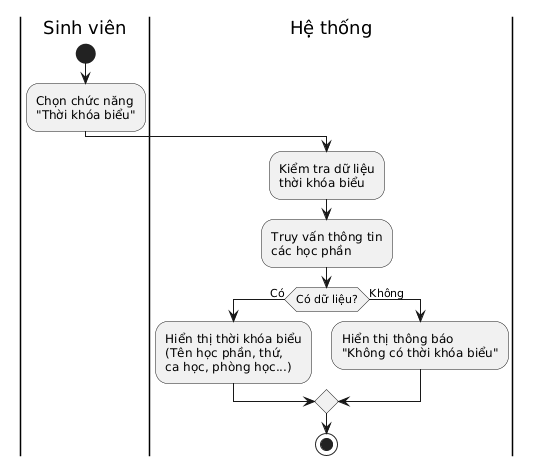 Sinh viên
Hệ thống
Chọn chức năng
"Thời khóa biểu"
Kiểm tra dữ liệu
thời khóa biểu
Truy vấn thông tin
các học phần
Có
Có dữ liệu?
Không
Hiển thị thời khóa biểu
(Tên học phần, thứ,
ca học, phòng học...)
Hiển thị thông báo
"Không có thời khóa biểu"